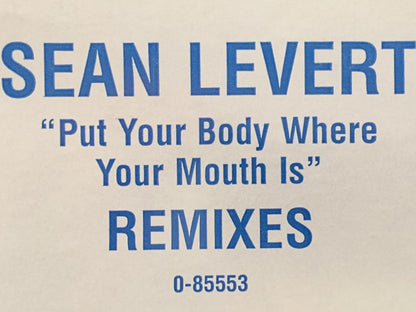 SEAN LEVERT
“Put Your Body Where
Your Mouth Is”
REMIXES
0-85553